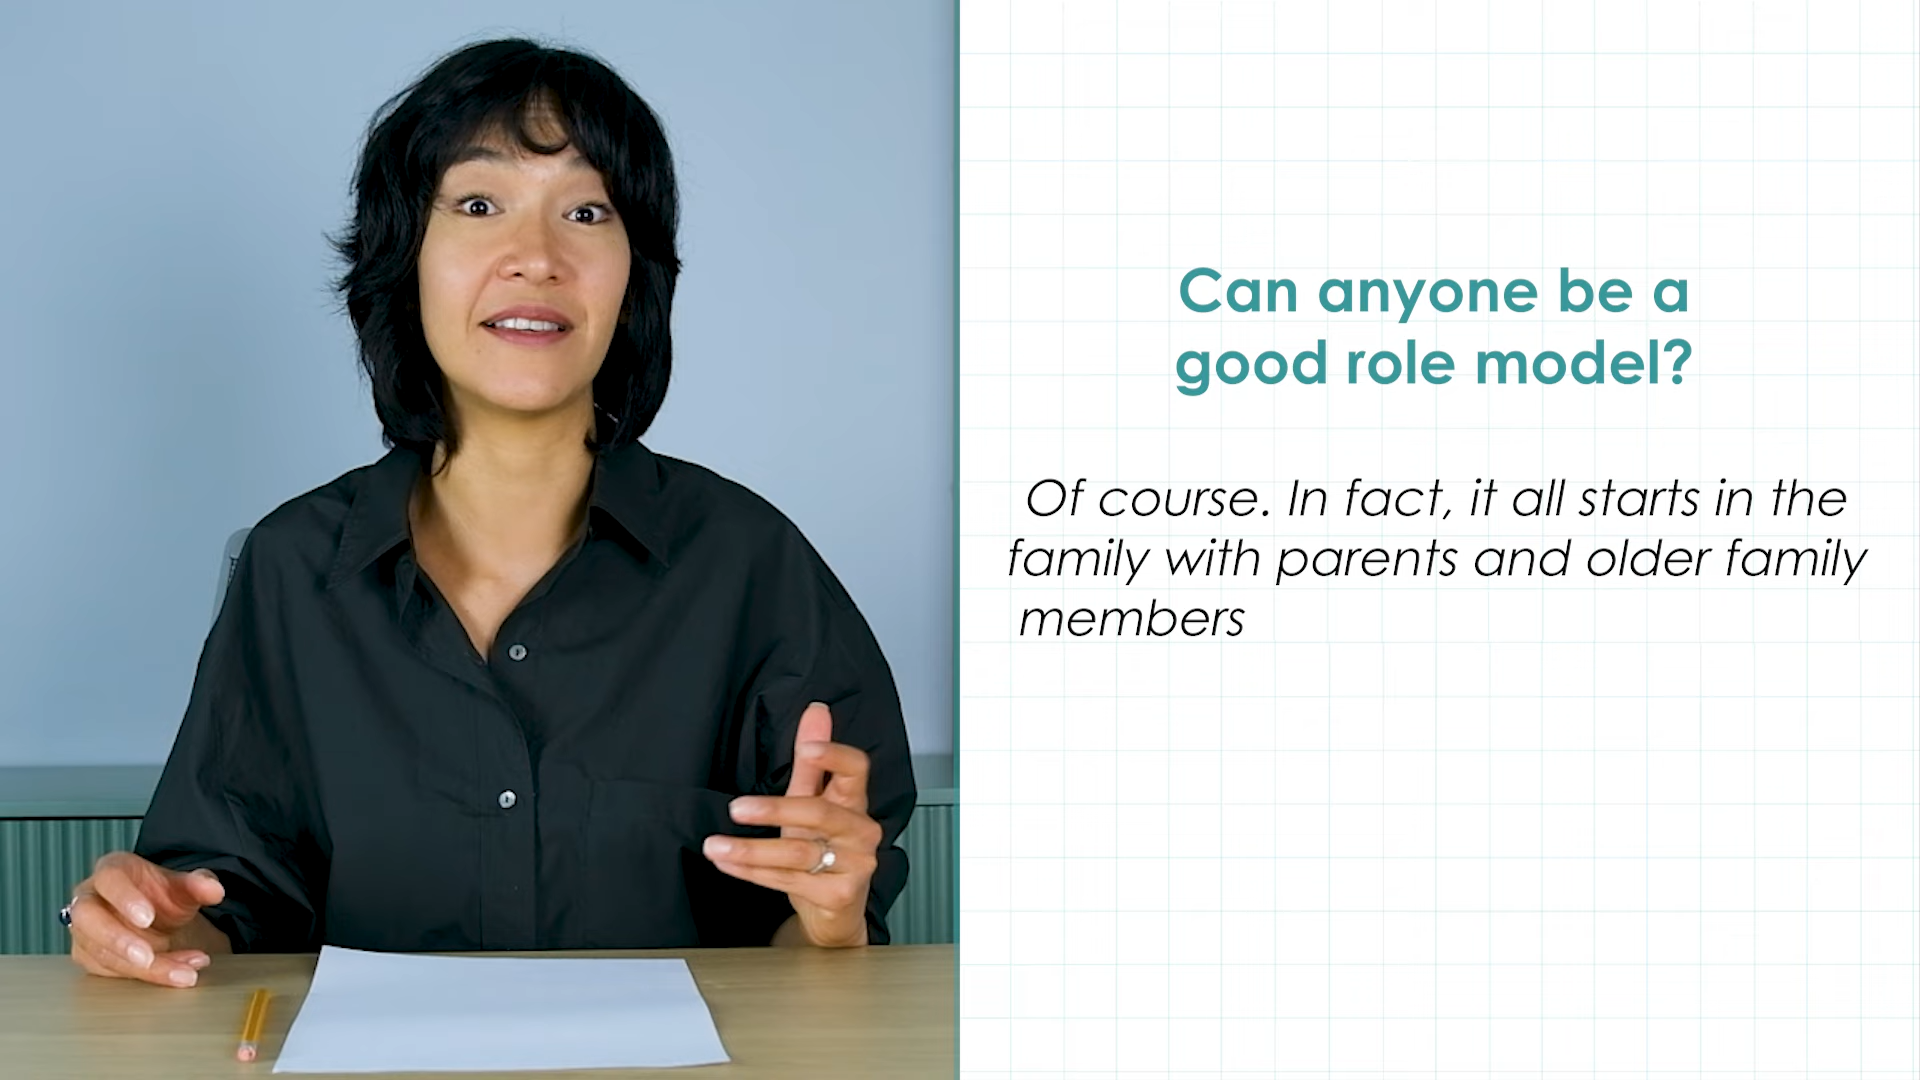 Can anyone be a
good role model?
Of course. In fact, it all starts in the
family with parents and older family
members